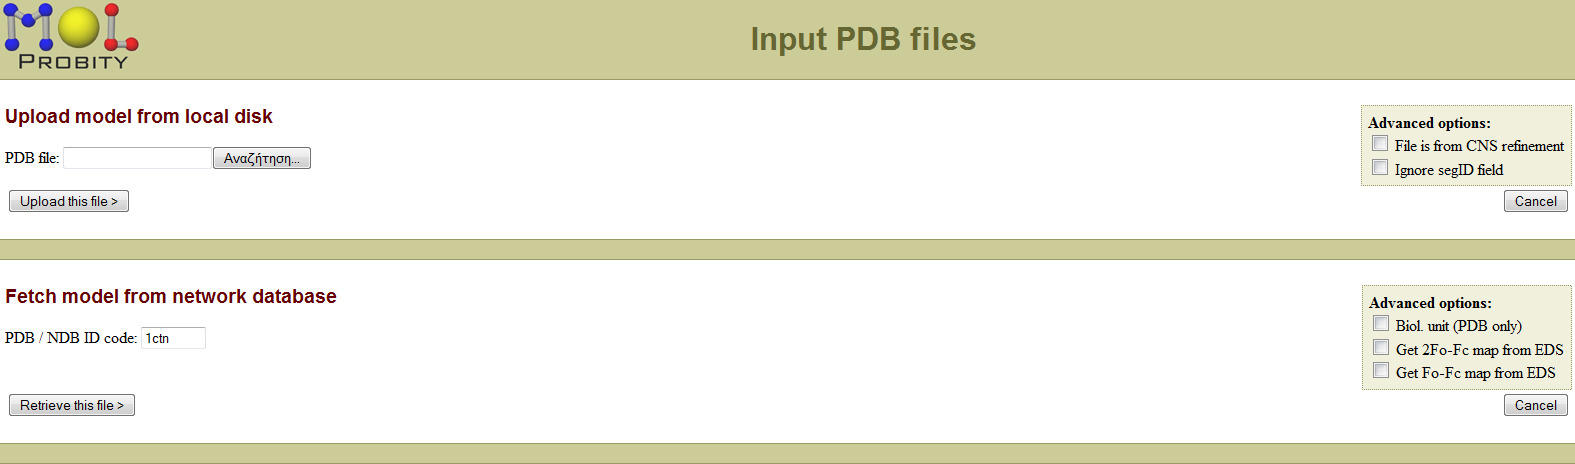 MOL
PROBITY
Input PDB files
Upload model from local disk
PDB file: Αναζήτηση...
Upload this file >
Advanced options:
File is from CNS refinement
Ignore segID field
Cancel
Fetch model from network database
PDB / NDB ID code: 1ctn
Retrieve this file >
Advanced options:
Biol. unit (PDB only)
Get 2Fo-Fc map from EDS
Get Fo-Fc map from EDS
Cancel